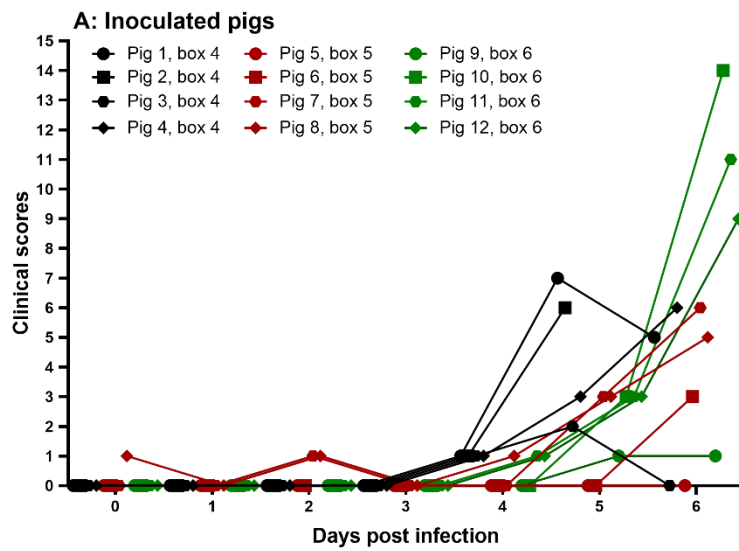 A: Inoculated pigs
15
14
13
12
11
10
9
8
7
6
5
4
3
2
1
0
Clinical scores
Pig 1, box 4
Pig 2, box 4
Pig 3, box 4
Pig 4, box 4
Pig 5, box 5
Pig 6, box 5
Pig 7, box 5
Pig 8, box 5
Pig 9, box 6
Pig 10, box 6
Pig 11, box 6
Pig 12, box 6
0 1 2 3 4 5 6
Days post infection